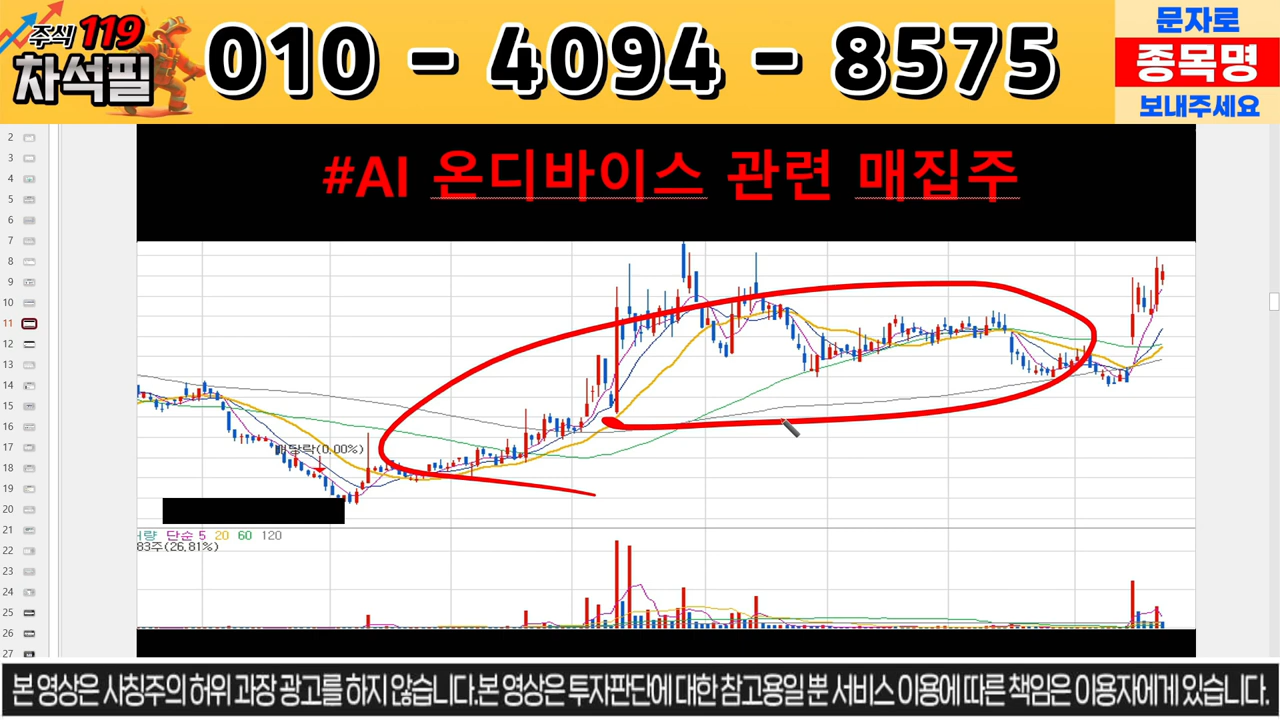 주식 119
차석필
010 - 4094 - 8575
문자로
종목명
보내주세요
#AI 온디바이스 관련 매집주
2
3
4
5
6
7
8
9
10
11
12
13
14
15
16
17
18
19
20
21
22
23
24
25
26
27
배당락(0,00%)
단순 5 20 60 120
83주(26,81%)
본 영상은 사칭주의 허위 과장 광고를 하지 않습니다.본 영상은 투자판단에 대한 참고용일 뿐 서비스 이용에 따른 책임은 이용자에게 있습니다.